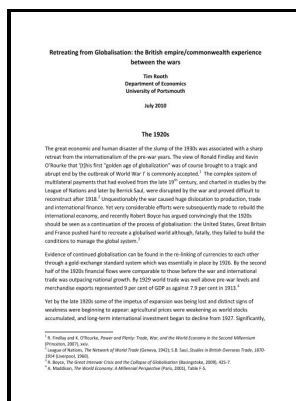 Retreating from Globalisation: the British empire/commonwealth experience
between the wars
Tim Rooth
Department of Economics
University of Portsmouth
July 2010
The 1920s
The great economic and human disaster of the slump of the 1930s was associated with a sharp
retreat from the internationalism of the pre-war years. The view of Ronald Findlay and Kevin
O'Rourke that '[t]his first "golden age of globalization" was of course brought to a tragic and
abrupt end by the outbreak of World War I' is commonly accepted.1 The complex system of
multilateral payments that had evolved from the late 19th century, and charted in studies by the
League of Nations and later by Berrick Saul, were disrupted by the war and proved difficult to
reconstruct after 1918.2 Unquestionably the war caused huge dislocation to production, trade
and international finance. Yet very considerable efforts were subsequently made to rebuild the
international economy, and recently Robert Boyce has argued convincingly that the 1920s
should be seen as a continuation of the process of globalisation: the United States, Great Britain
and France pushed hard to recreate a globalised world although, fatally, they failed to build the
conditions to manage the global system.3
Evidence of continued globalisation can be found in the re-linking of currencies to each other
through a gold-exchange standard system which was essentially in place by 1926. By the second
half of the 1920s financial flows were comparable to those before the war and international
trade was outpacing national growth. By 1929 world trade was well above pre-war levels and
merchandise exports represented 9 per cent of GDP as against 7.9 per cent in 1913.4
Yet by the late 1920s some of the impetus of expansion was being lost and distinct signs of
weakness were beginning to appear: agricultural prices were weakening as world stocks
accumulated, and long-term international investment began to decline from 1927. Significantly,
1 R. Findlay and K. O'Rourke, Power and Plenty: Trade, War, and the World Economy in the Second Millennium
(Princeton, 2007), xxiv.
2 League of Nations, The Network of World Trade (Geneva, 1942); S.B. Saul, Studies in British Overseas Trade, 1870-
1914 (Liverpool, 1960).
3 R. Boyce, The Great Interwar Crisis and the Collapse of Globalization (Basingstoke, 2009), 425-7.
4 A. Maddison, The World Economy: A Millennial Perspective (Paris, 2001), Table F-5.